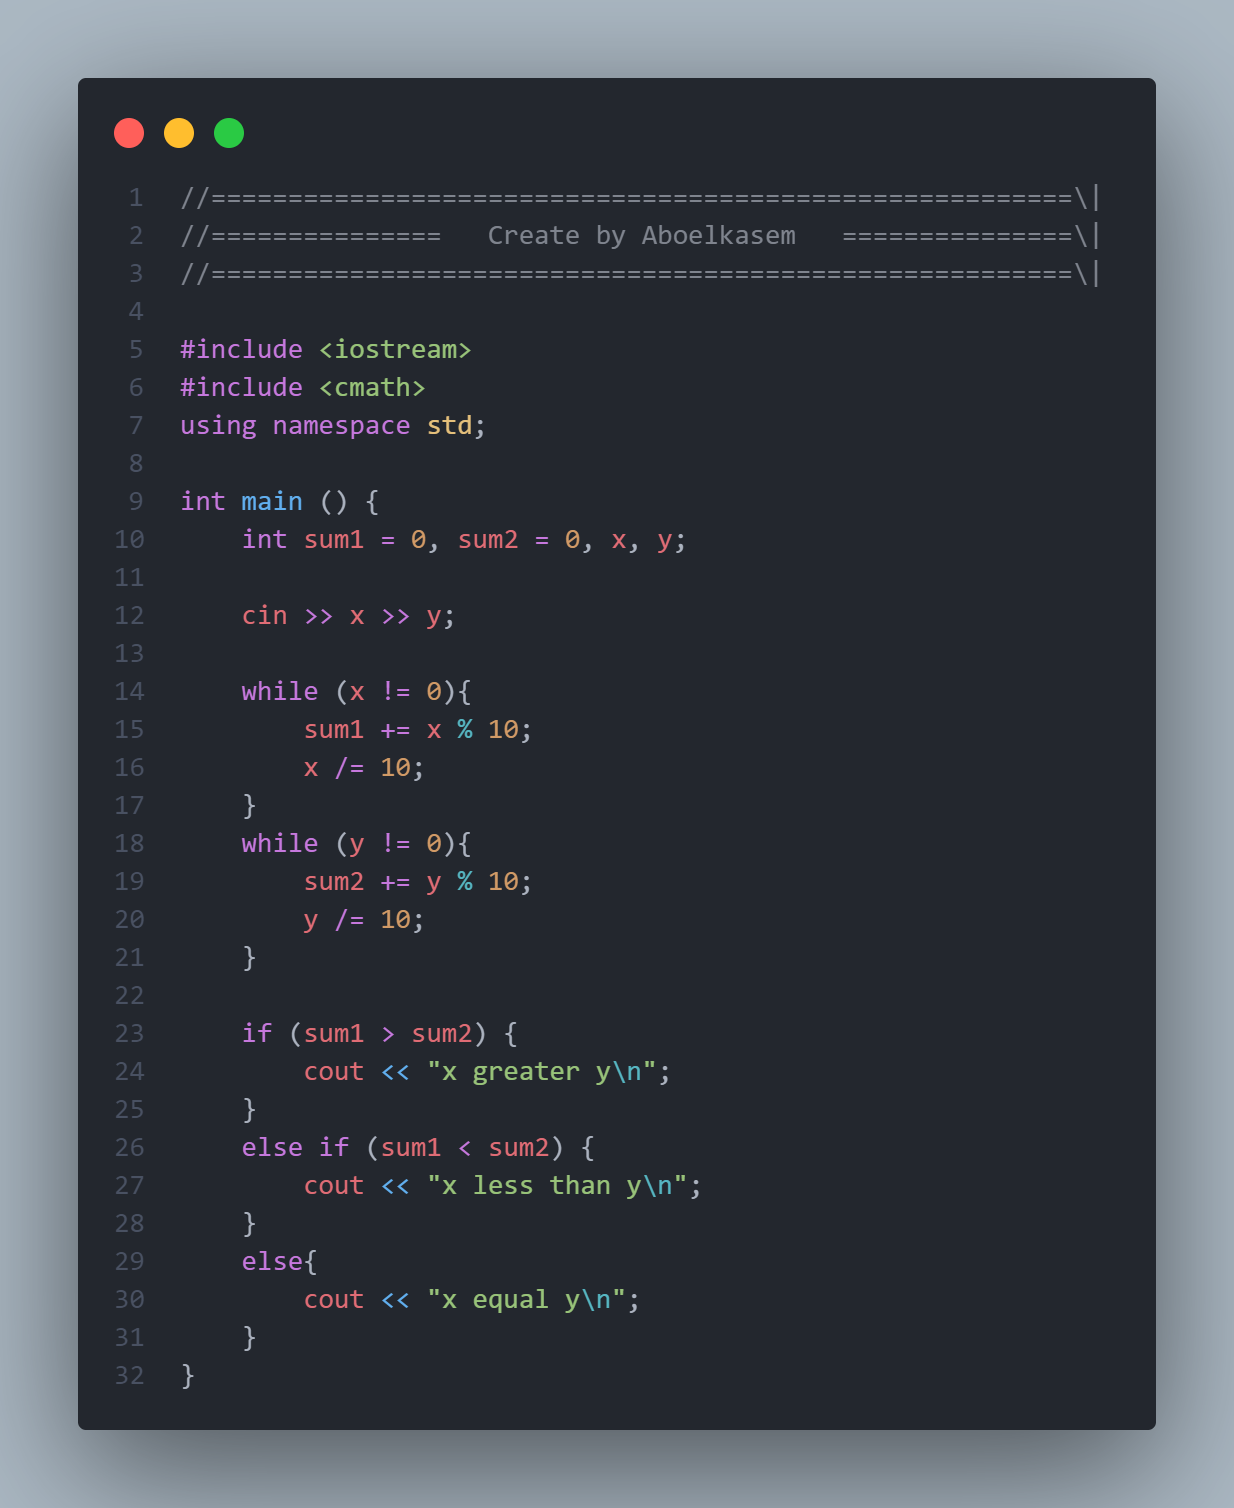 1 //========================================================\|
2 //===============   Create by Aboelkasem   ===============\|
3 //========================================================\|
4
5 #include <iostream>
6 #include <cmath>
7 using namespace std;
8
9 int main () {
10     int sum1 = 0, sum2 = 0, x, y;
11
12     cin >> x >> y;
13
14     while (x != 0){
15         sum1 += x % 10;
16         x /= 10;
17     }
18     while (y != 0){
19         sum2 += y % 10;
20         y /= 10;
21     }
22
23     if (sum1 > sum2) {
24         cout << "x greater y\n";
25     }
26     else if (sum1 < sum2) {
27         cout << "x less than y\n";
28     }
29     else{
30         cout << "x equal y\n";
31     }
32 }